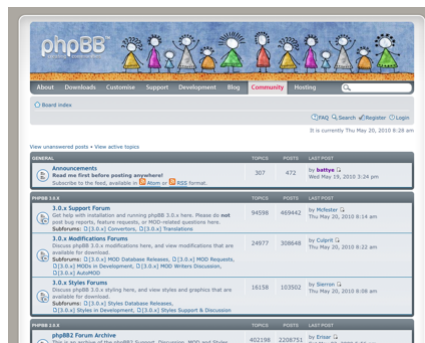 phpBB
About Downloads Customise Support Development Blog Community Hosting
Board index
FAQ Search Register Login
It is currently Thu May 20, 2010 8:28 am
View unanswered posts • View active topics
GENERAL TOPICS POSTS LAST POST
Announcements
Read me first before posting anywhere!
Subscribe to the feed, available in Atom or RSS format.
307 472
by battye
Wed May 19, 2010 3:24 pm
PHPBB 3.0.X TOPICS POSTS LAST POST
3.0.x Support Forum
Get help with installation and running phpBB 3.0.x here. Please do not
post bug reports, feature requests, or MOD-related questions here.
Subforums: [3.0.x] Convertors, [3.0.x] Translations
94598 469442
by Mcfester
Thu May 20, 2010 8:14 am
3.0.x Modifications Forums
Discuss phpBB 3.0.x modifications here, and view modifications that are
available for download.
Subforums: [3.0.x] MOD Database Releases, [3.0.x] MOD Requests,
[3.0.x] MODs in Development, [3.0.x] MOD Writers Discussion,
[3.0.x] AutoMOD
24977 308648
by Culprit
Thu May 20, 2010 8:22 am
3.0.x Styles Forums
Discuss phpBB 3.0.x styling here, and view styles and graphics that are
available for download.
Subforums: [3.0.x] Styles Database Releases,
[3.0.x] Styles in Development, [3.0.x] Styles Support & Discussion
16158 103502
by Sterron
Thu May 20, 2010 8:08 am
PHPBB 2.0.X TOPICS POSTS LAST POST
phpBB2 Forum Archive
402198 2208751
by Erisar